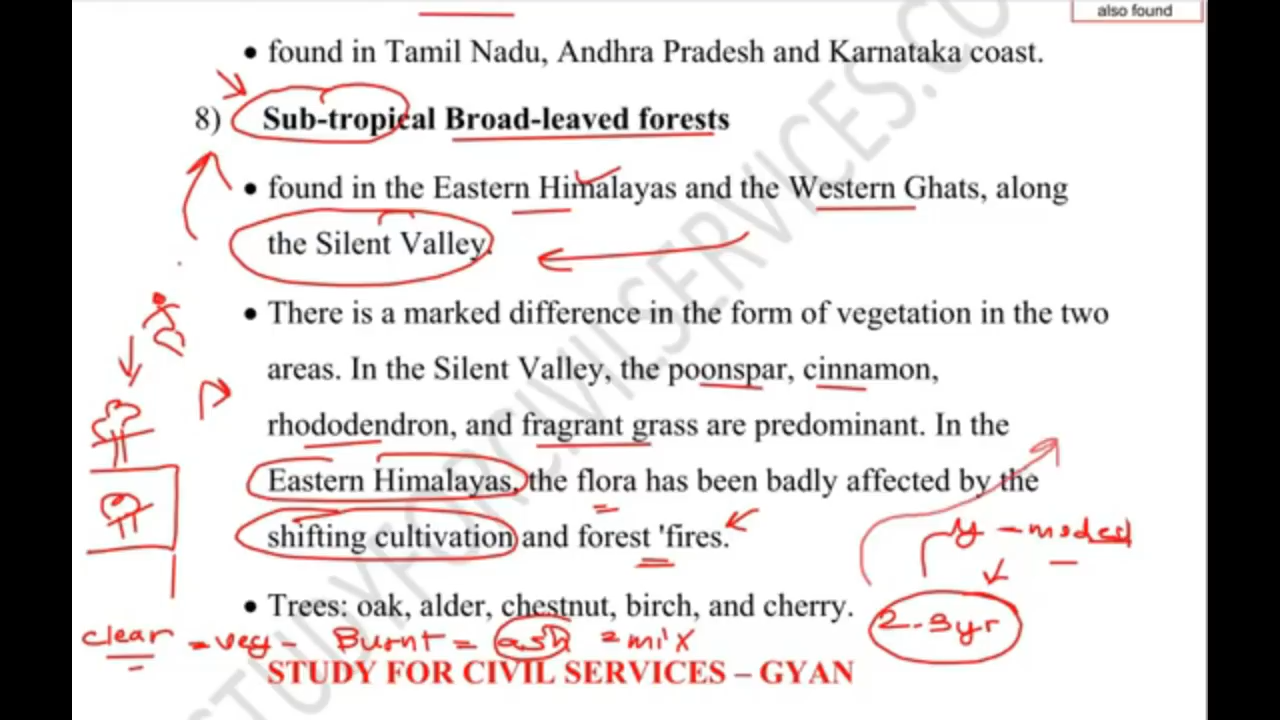 also found
• found in Tamil Nadu, Andhra Pradesh and Karnataka coast.
8) Sub-tropical Broad-leaved forests
• found in the Eastern Himalayas and the Western Ghats, along
the Silent Valley.
• There is a marked difference in the form of vegetation in the two
areas. In the Silent Valley, the poonspar, cinnamon,
rhododendron, and fragrant grass are predominant. In the
Eastern Himalayas, the flora has been badly affected by the
shifting cultivation and forest 'fires.
y - modest
• Trees: oak, alder, chestnut, birch, and cherry.
2-3yr
clear = veg - Burnt = ash = mix
STUDY FOR CIVIL SERVICES – GYAN
STUDYFORCIVILSERVICES.CO